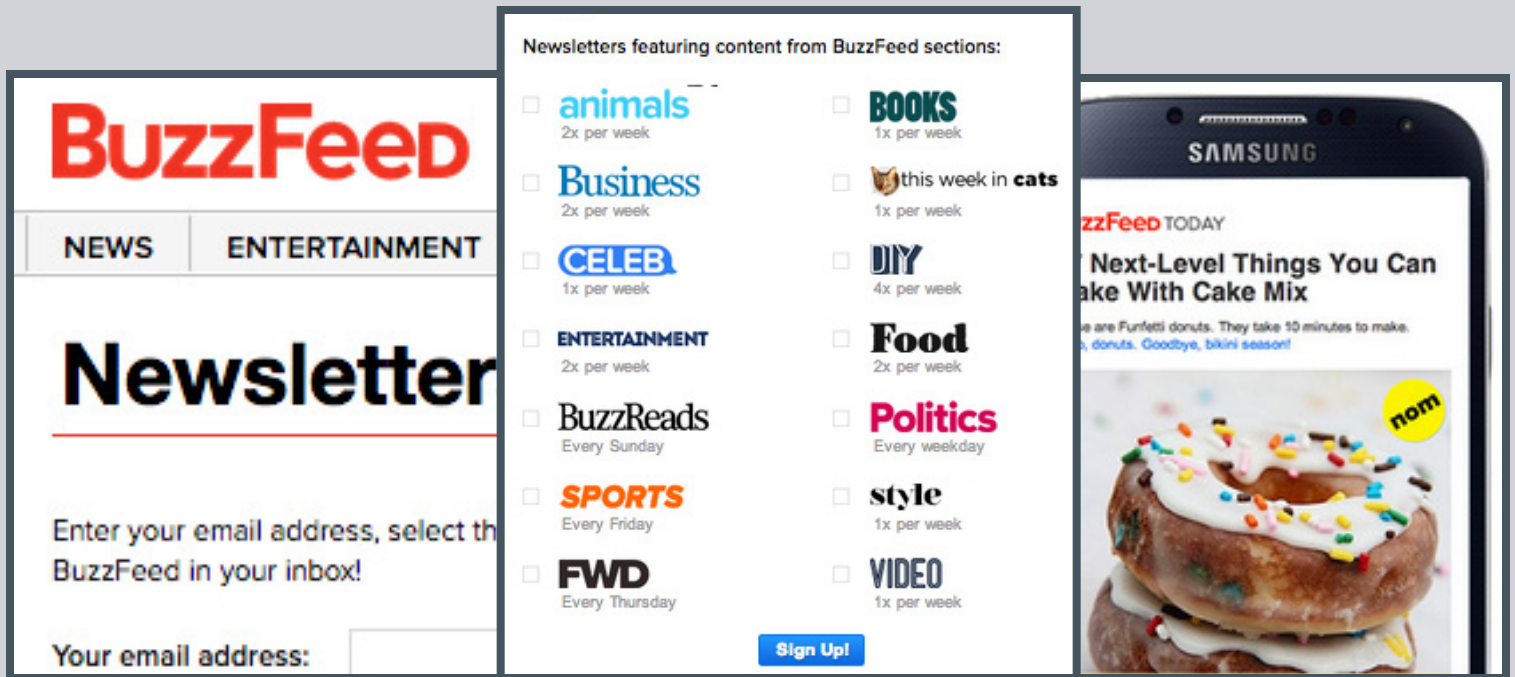 BuzzFeed
NEWS ENTERTAINMENT
Newsletter
Enter your email address, select th
BuzzFeed in your inbox!
Your email address:
Newsletters featuring content from BuzzFeed sections:
animals
2x per week
BOOKS
1x per week
Business
2x per week
this week in cats
1x per week
CELEB
1x per week
DIY
4x per week
ENTERTAINMENT
2x per week
Food
2x per week
BuzzReads
Every Sunday
Politics
Every weekday
SPORTS
Every Friday
style
1x per week
FWD
Every Thursday
VIDEO
1x per week
Sign Up!
SAMSUNG
zzFeed TODAY
Next-Level Things You Can
ake With Cake Mix
se are Funfetti donuts. They take 10 minutes to make.
o, donuts. Goodbye, bikini season!
nom